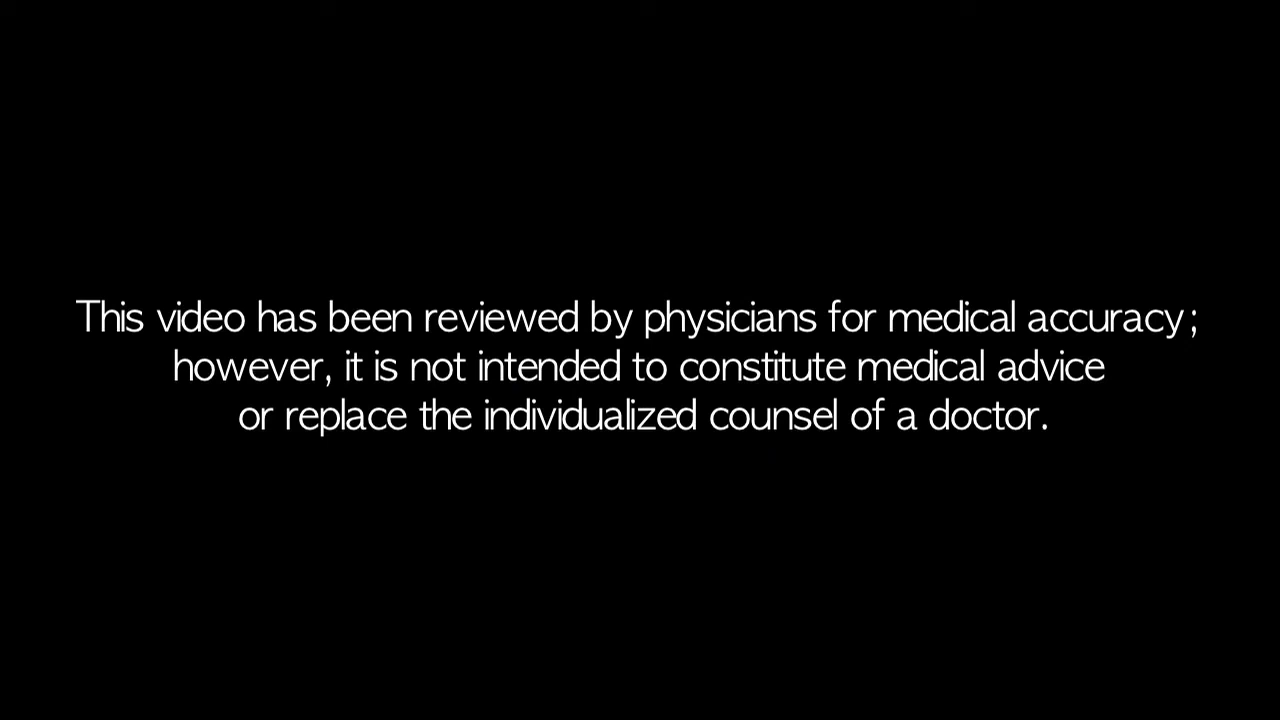 This video has been reviewed by physicians for medical accuracy;
however, it is not intended to constitute medical advice
or replace the individualized counsel of a doctor.